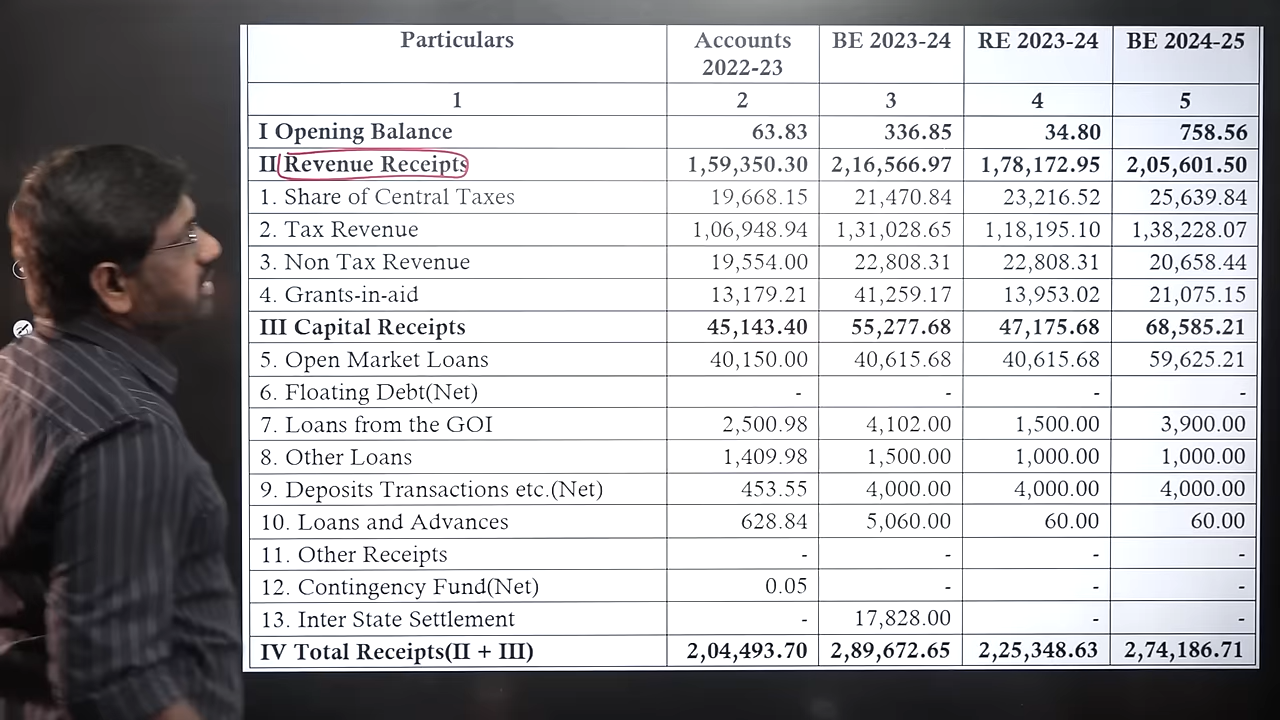 Particulars Accounts 2022-23 BE 2023-24 RE 2023-24 BE 2024-25
1 2 3 4 5
I Opening Balance 63.83 336.85 34.80 758.56
II Revenue Receipts 1,59,350.30 2,16,566.97 1,78,172.95 2,05,601.50
1. Share of Central Taxes 19,668.15 21,470.84 23,216.52 25,639.84
2. Tax Revenue 1,06,948.94 1,31,028.65 1,18,195.10 1,38,228.07
3. Non Tax Revenue 19,554.00 22,808.31 22,808.31 20,658.44
4. Grants-in-aid 13,179.21 41,259.17 13,953.02 21,075.15
III Capital Receipts 45,143.40 55,277.68 47,175.68 68,585.21
5. Open Market Loans 40,150.00 40,615.68 40,615.68 59,625.21
6. Floating Debt(Net) - - - -
7. Loans from the GOI 2,500.98 4,102.00 1,500.00 3,900.00
8. Other Loans 1,409.98 1,500.00 1,000.00 1,000.00
9. Deposits Transactions etc.(Net) 453.55 4,000.00 4,000.00 4,000.00
10. Loans and Advances 628.84 5,060.00 60.00 60.00
11. Other Receipts - - - -
12. Contingency Fund(Net) 0.05 - - -
13. Inter State Settlement - 17,828.00 - -
IV Total Receipts(II + III) 2,04,493.70 2,89,672.65 2,25,348.63 2,74,186.71